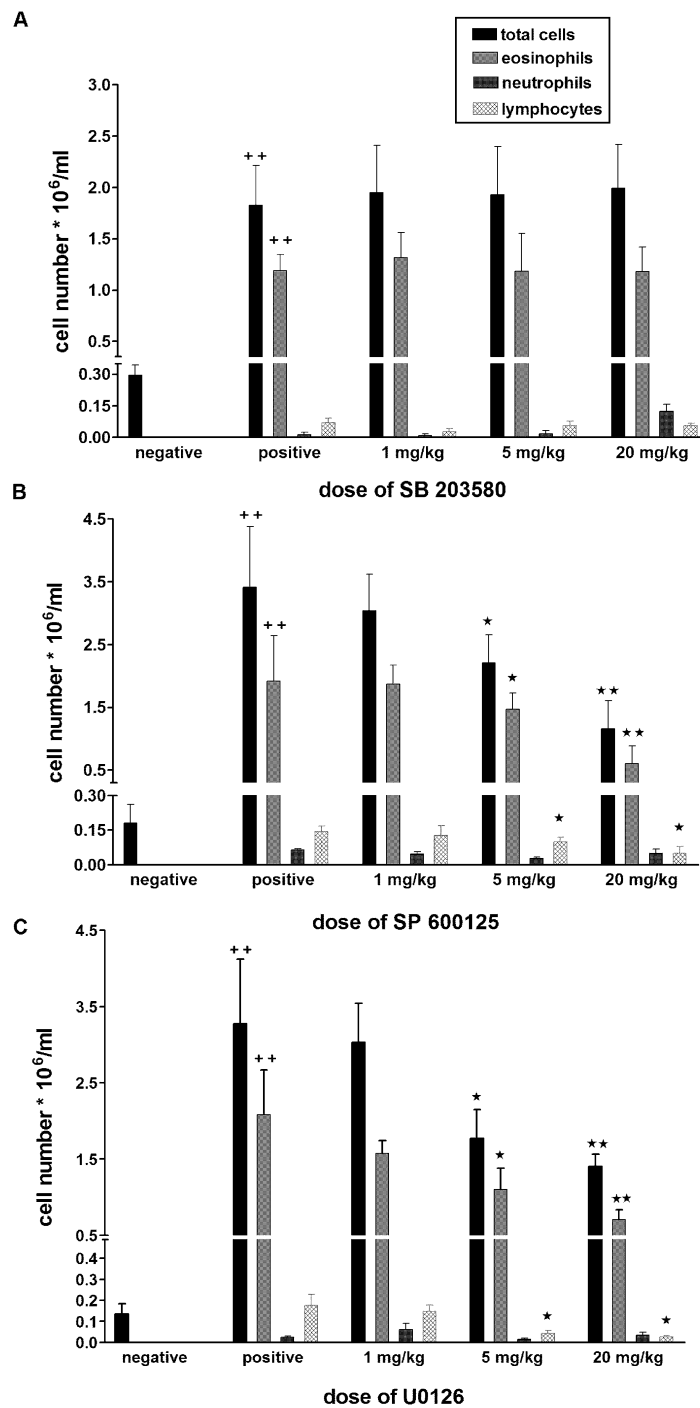 A
total cells
eosinophils
neutrophils
lymphocytes
cell number * 10⁶/ml
3.0
2.5
2.0
1.5
1.0
0.5
0.30
0.15
0.00
++
++
negative positive 1 mg/kg 5 mg/kg 20 mg/kg
dose of SB 203580
B
cell number * 10⁶/ml
4.5
3.5
2.5
1.5
0.5
0.30
0.15
0.00
++
++
★
★
★
★★
★★
★
negative positive 1 mg/kg 5 mg/kg 20 mg/kg
dose of SP 600125
C
cell number * 10⁶/ml
4.5
3.5
2.5
1.5
0.5
0.4
0.3
0.2
0.1
0.0
++
++
★
★
★
★★
★★
★
negative positive 1 mg/kg 5 mg/kg 20 mg/kg
dose of U0126